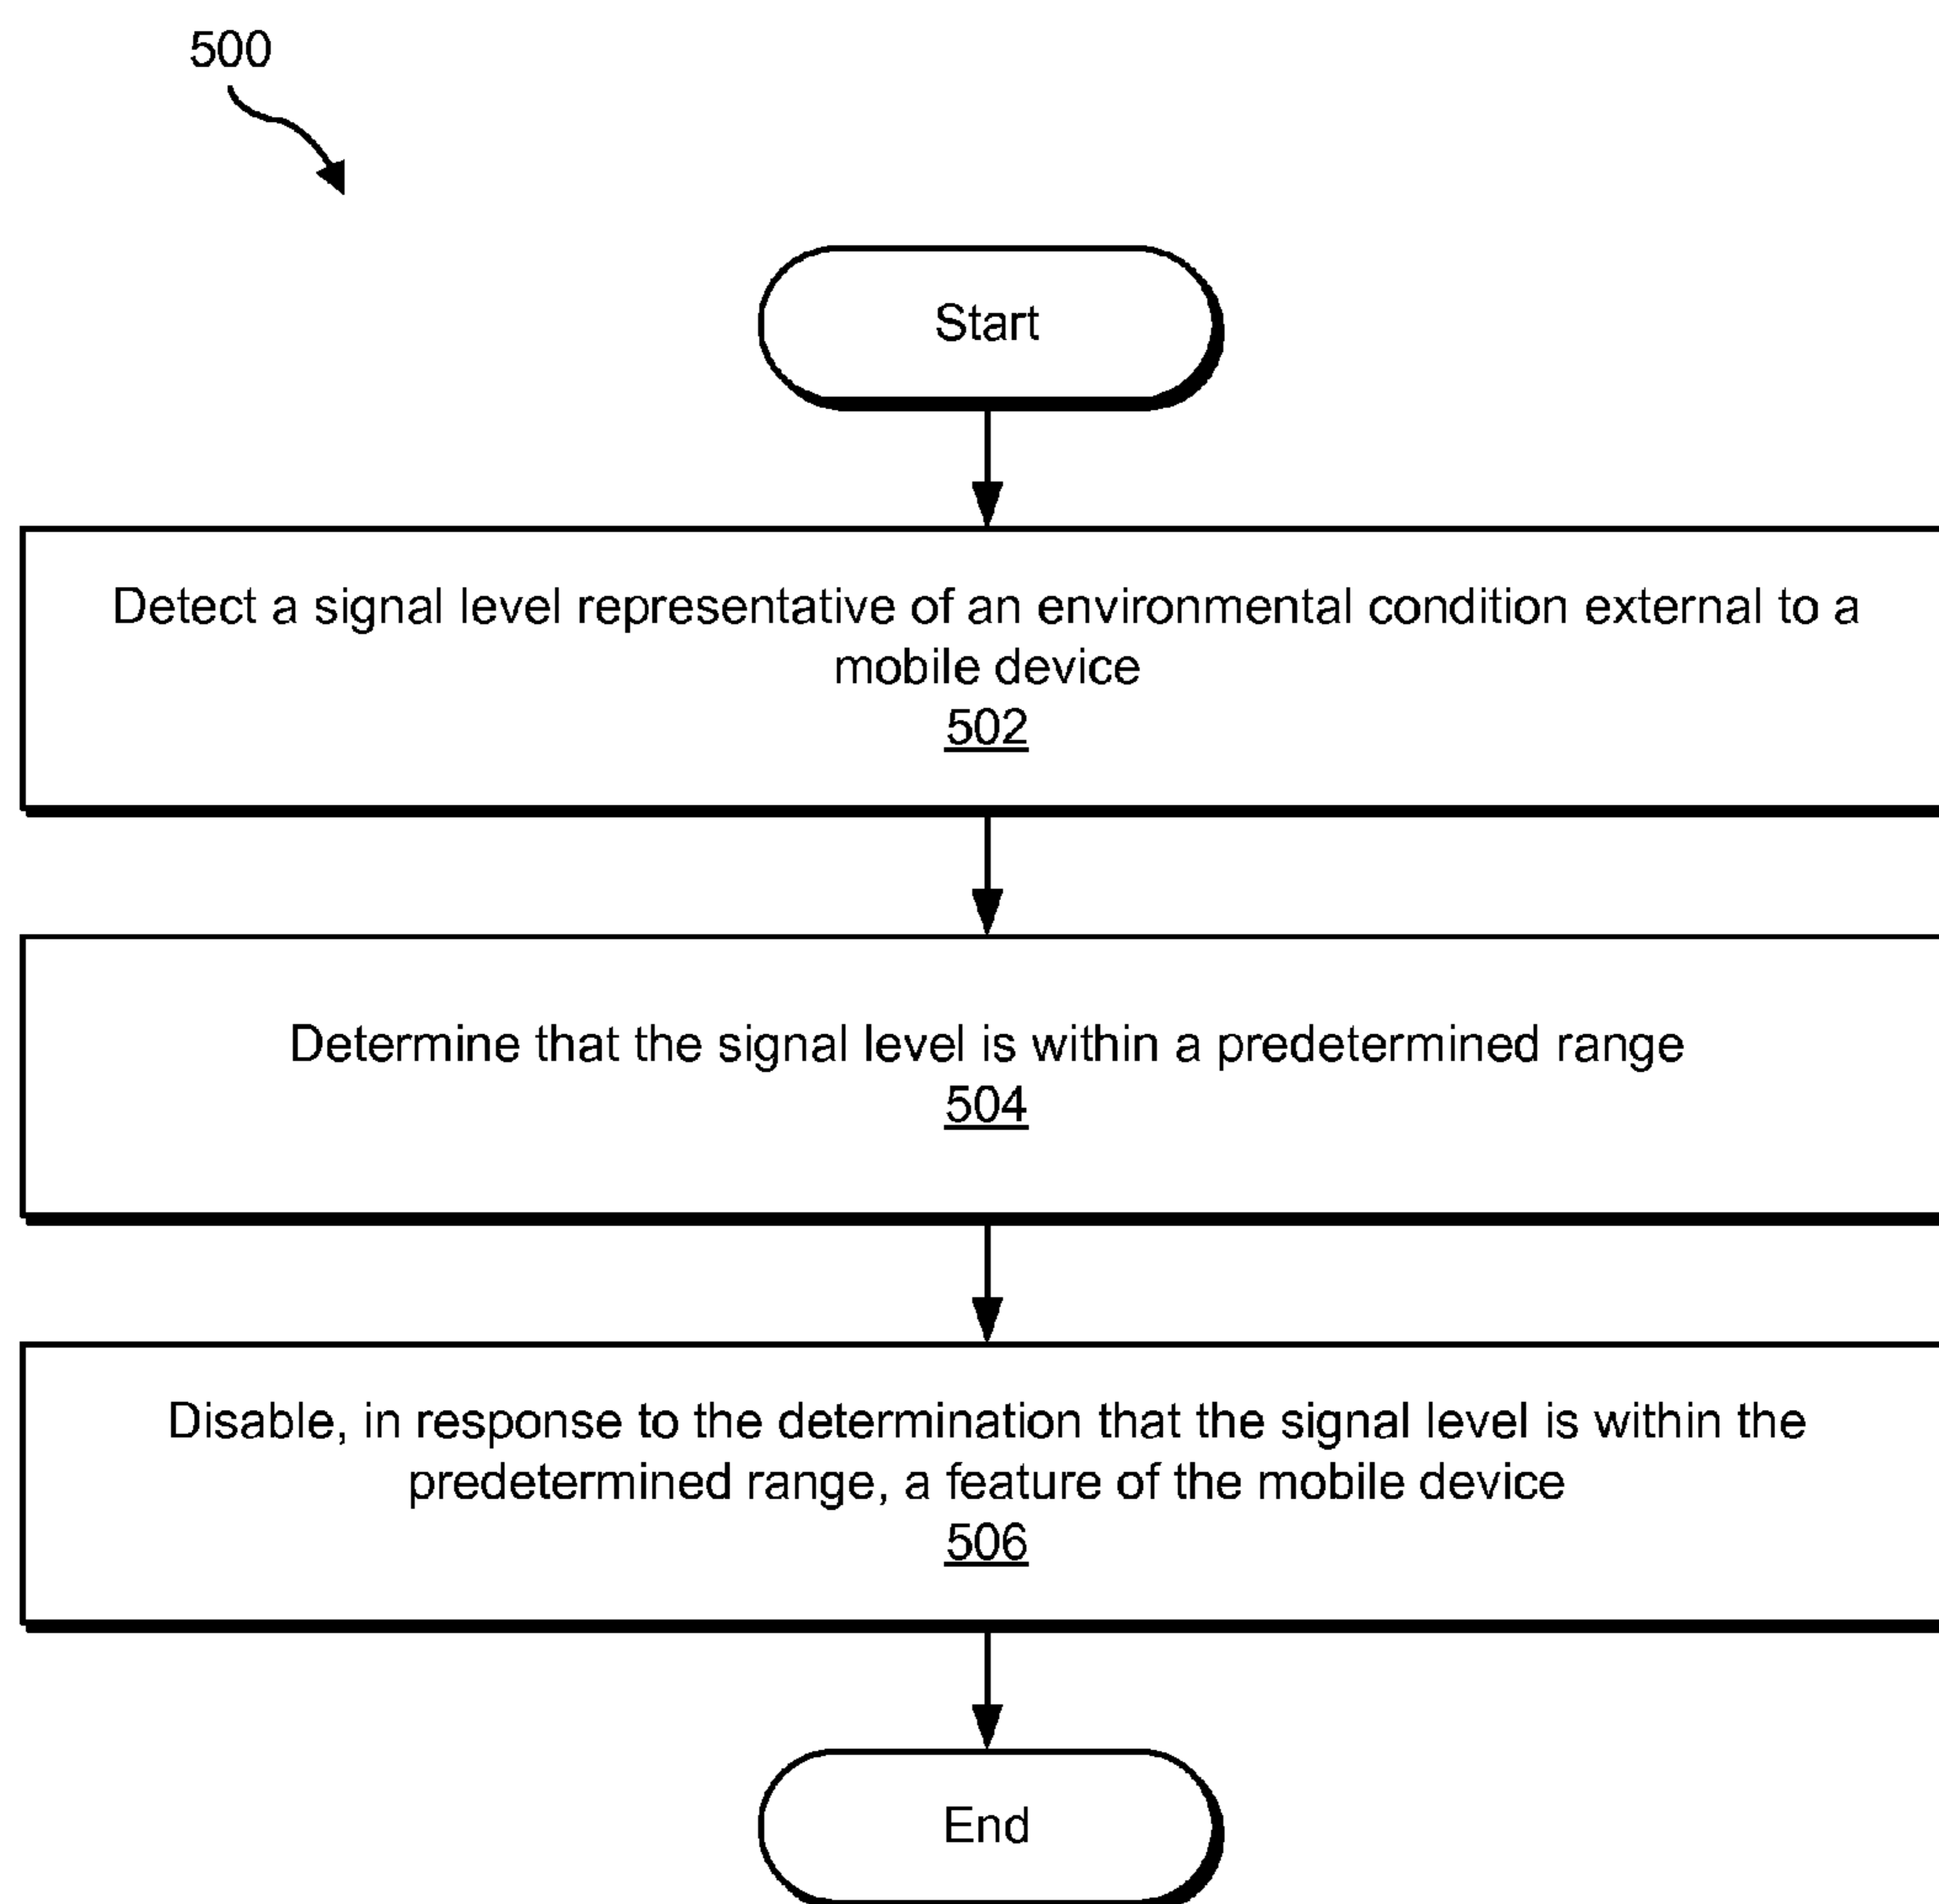 500
Start
Detect a signal level representative of an environmental condition external to a
mobile device
502
Determine that the signal level is within a predetermined range
504
Disable, in response to the determination that the signal level is within the
predetermined range, a feature of the mobile device
506
End